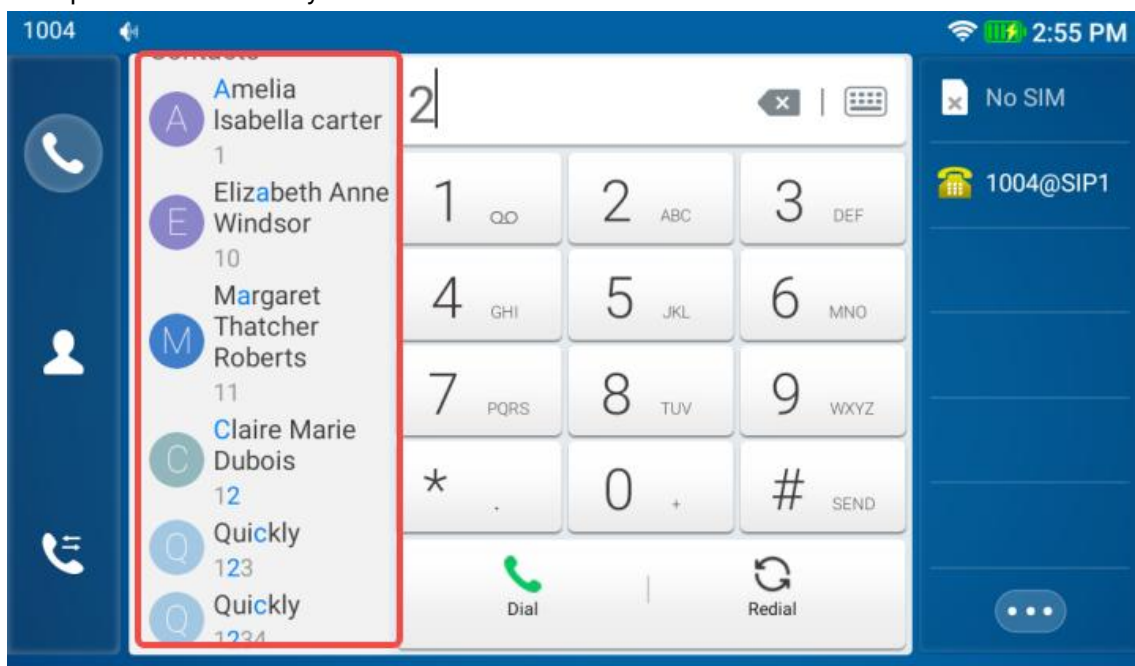 1004
2:55 PM
Contacts
A
Amelia
Isabella carter
1
E
Elizabeth Anne
Windsor
10
M
Margaret
Thatcher
Roberts
11
C
Claire Marie
Dubois
12
Q
Quickly
123
Q
Quickly
1234
2
1
2 ABC
3 DEF
4 GHI
5 JKL
6 MNO
7 PQRS
8 TUV
9 WXYZ
* .
0 +
# SEND
Dial
Redial
No SIM
1004@SIP1